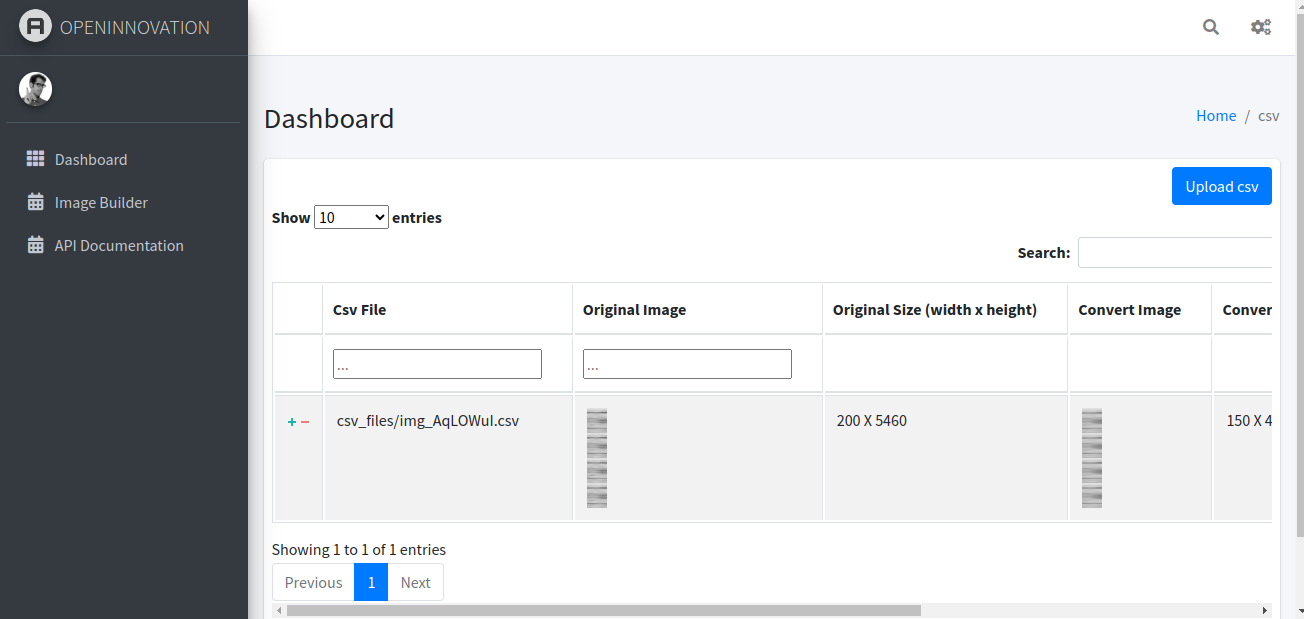 OPENINNOVATION
Dashboard
Image Builder
API Documentation
Dashboard
Home / csv
Upload csv
Show 10 entries
Search:
Csv File Original Image Original Size (width x height) Convert Image Conver
... ...
+ − csv_files/img_AqLOWuI.csv 200 X 5460 150 X 4
Showing 1 to 1 of 1 entries
Previous 1 Next